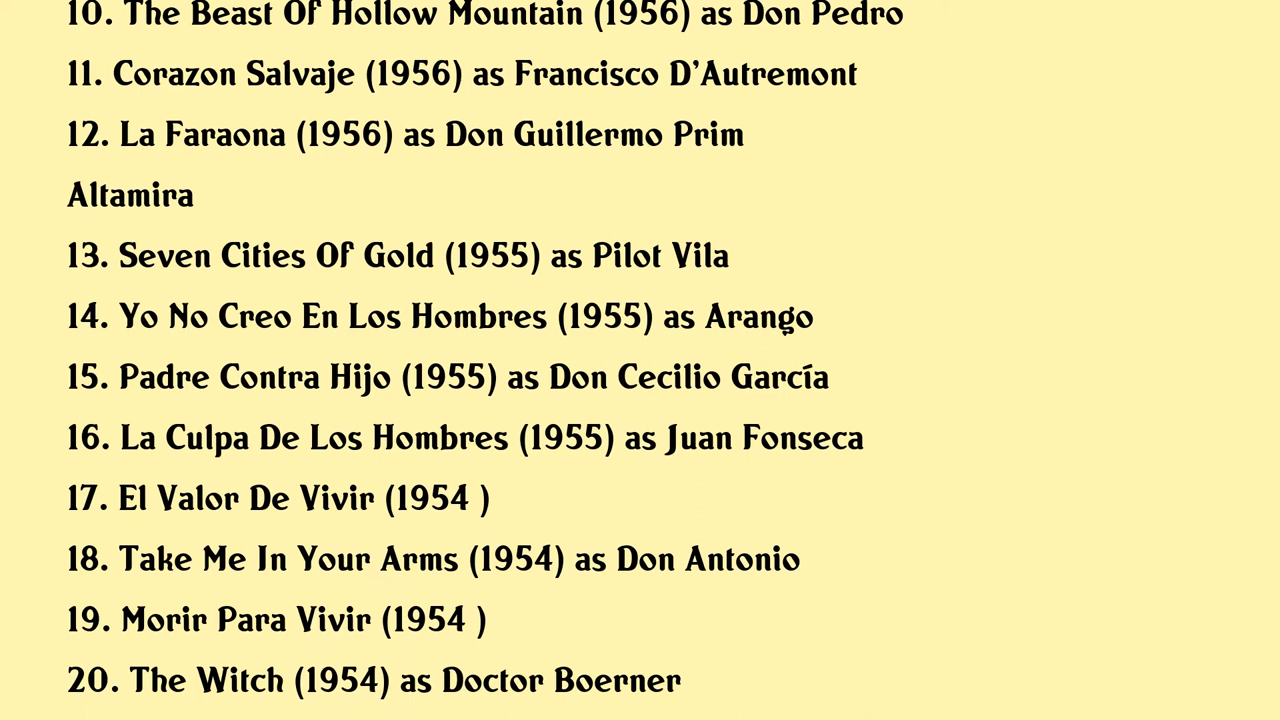 10. The Beast Of Hollow Mountain (1956) as Don Pedro
11. Corazon Salvaje (1956) as Francisco D'Autremont
12. La Faraona (1956) as Don Guillermo Prim
Altamira
13. Seven Cities Of Gold (1955) as Pilot Vila
14. Yo No Creo En Los Hombres (1955) as Arango
15. Padre Contra Hijo (1955) as Don Cecilio García
16. La Culpa De Los Hombres (1955) as Juan Fonseca
17. El Valor De Vivir (1954 )
18. Take Me In Your Arms (1954) as Don Antonio
19. Morir Para Vivir (1954 )
20. The Witch (1954) as Doctor Boerner